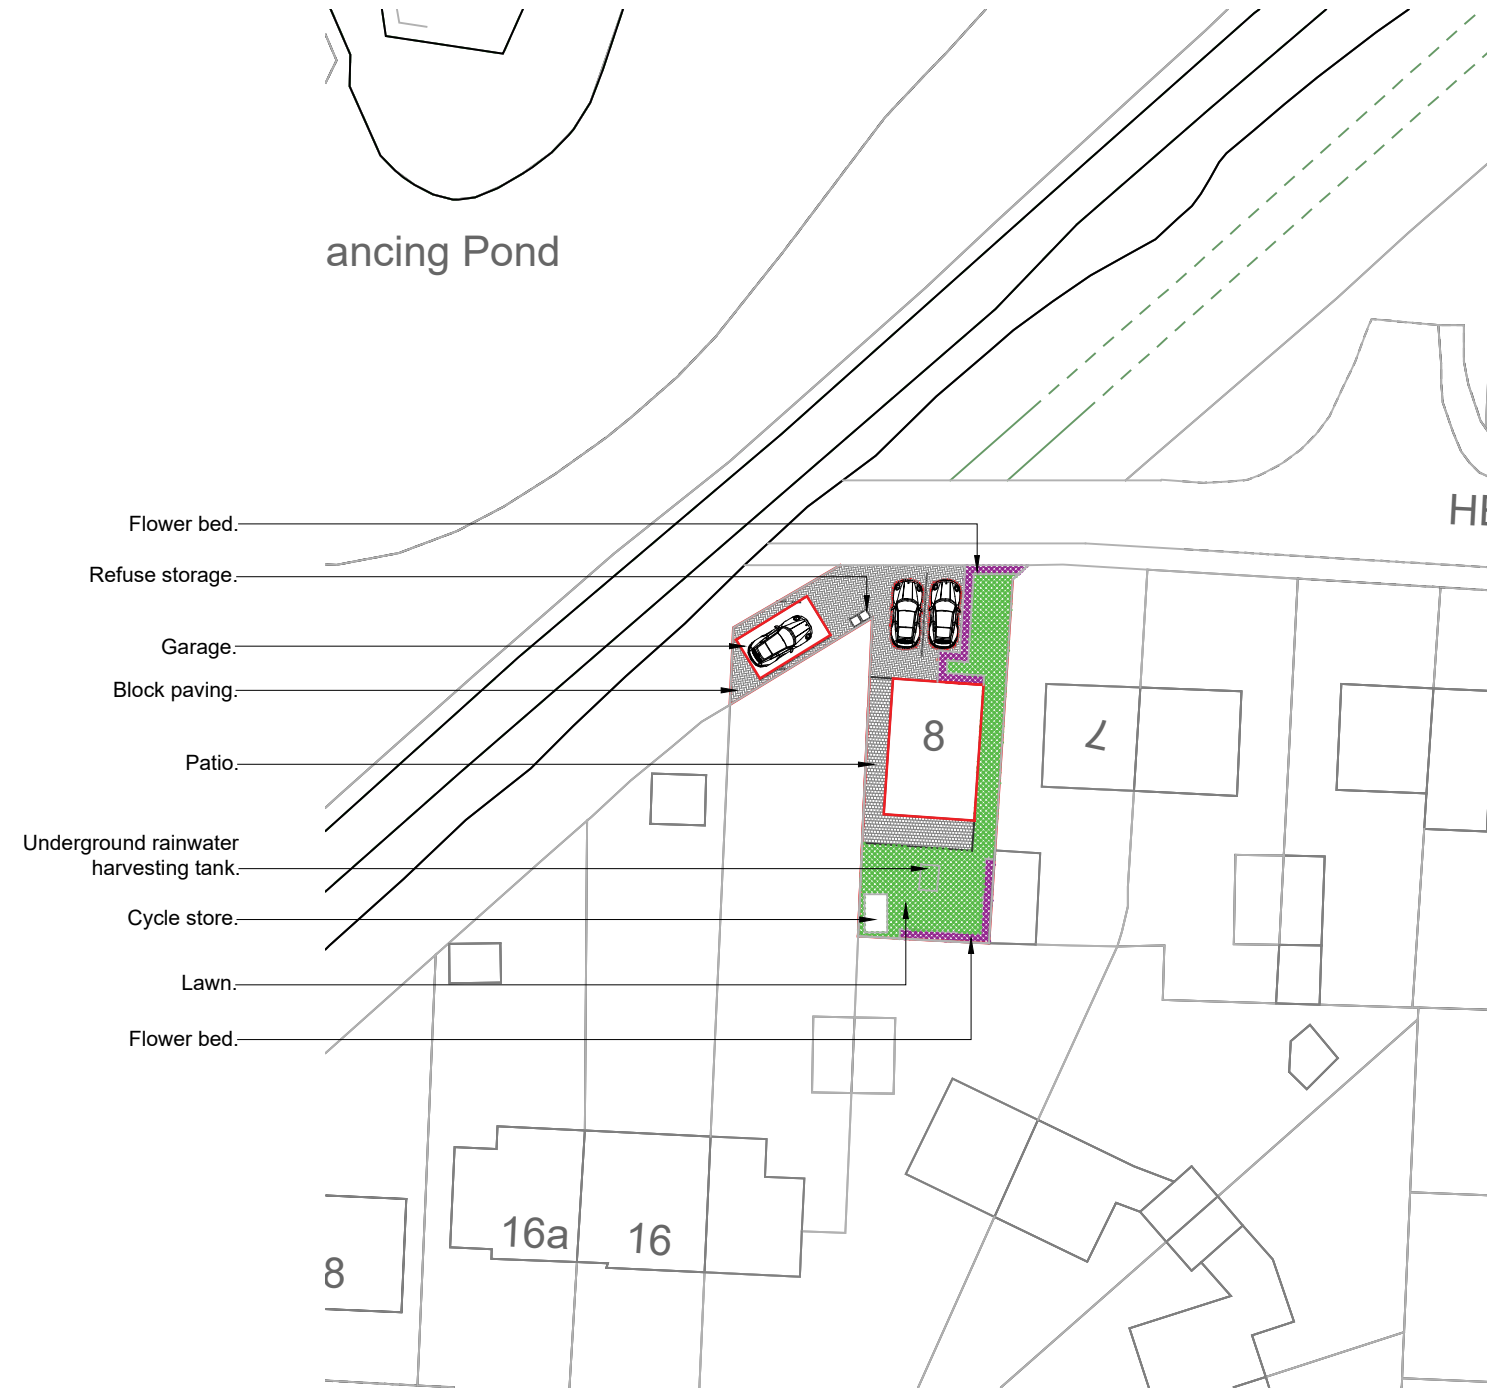 ancing Pond
HE
Flower bed.
Refuse storage.
Garage.
Block paving.
Patio.
Underground rainwater
harvesting tank.
Cycle store.
Lawn.
Flower bed.
8
7
16a
16
8